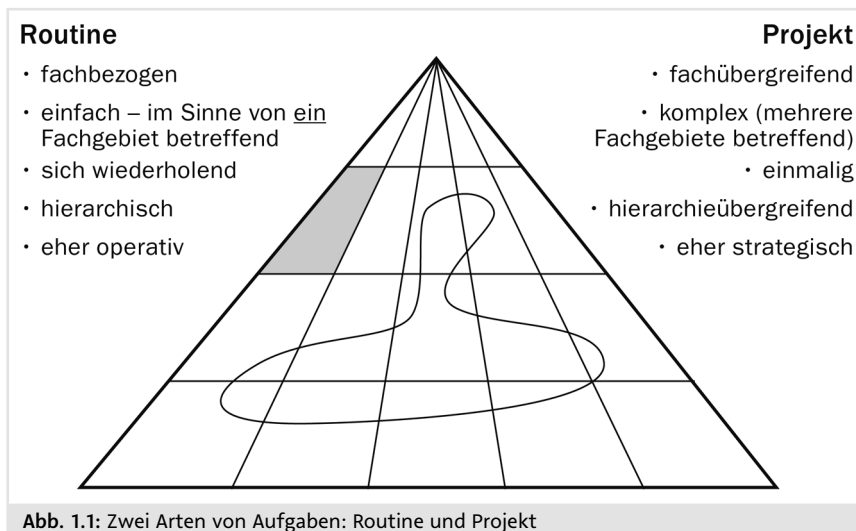 Routine
· fachbezogen
· einfach – im Sinne von ein
Fachgebiet betreffend
· sich wiederholend
· hierarchisch
· eher operativ
Projekt
· fachübergreifend
· komplex (mehrere
Fachgebiete betreffend)
· einmalig
· hierarchieübergreifend
· eher strategisch
Abb. 1.1: Zwei Arten von Aufgaben: Routine und Projekt